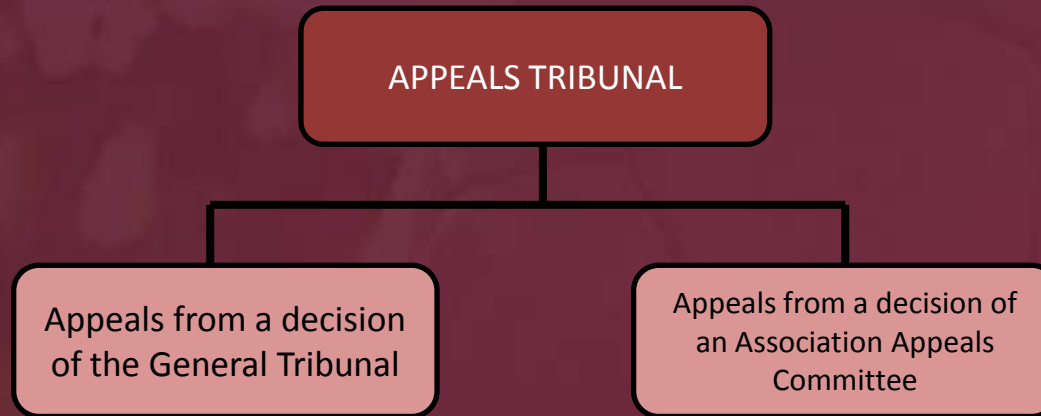 APPEALS TRIBUNAL
Appeals from a decision
of the General Tribunal
Appeals from a decision of
an Association Appeals
Committee